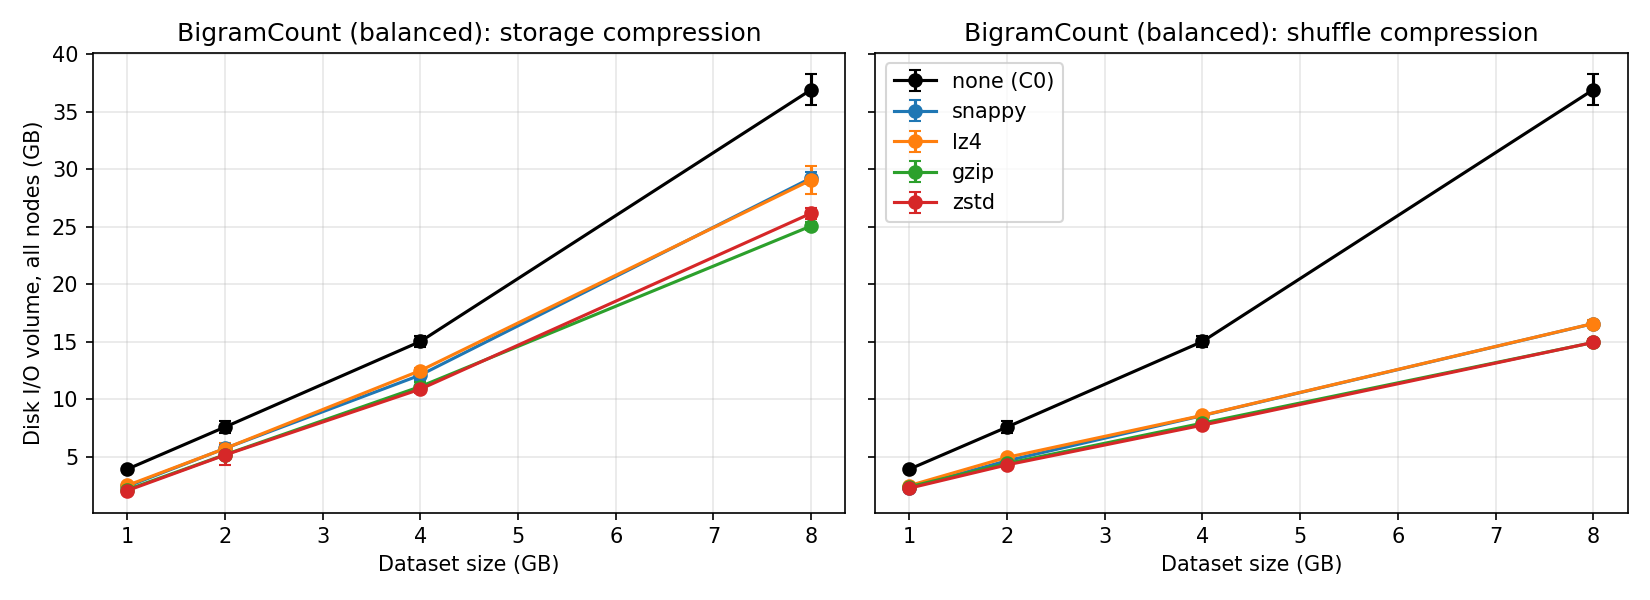 BigramCount (balanced): storage compression
BigramCount (balanced): shuffle compression
Disk I/O volume, all nodes (GB)
40
35
30
25
20
15
10
5
1 2 3 4 5 6 7 8
Dataset size (GB)
none (C0)
snappy
lz4
gzip
zstd
1 2 3 4 5 6 7 8
Dataset size (GB)